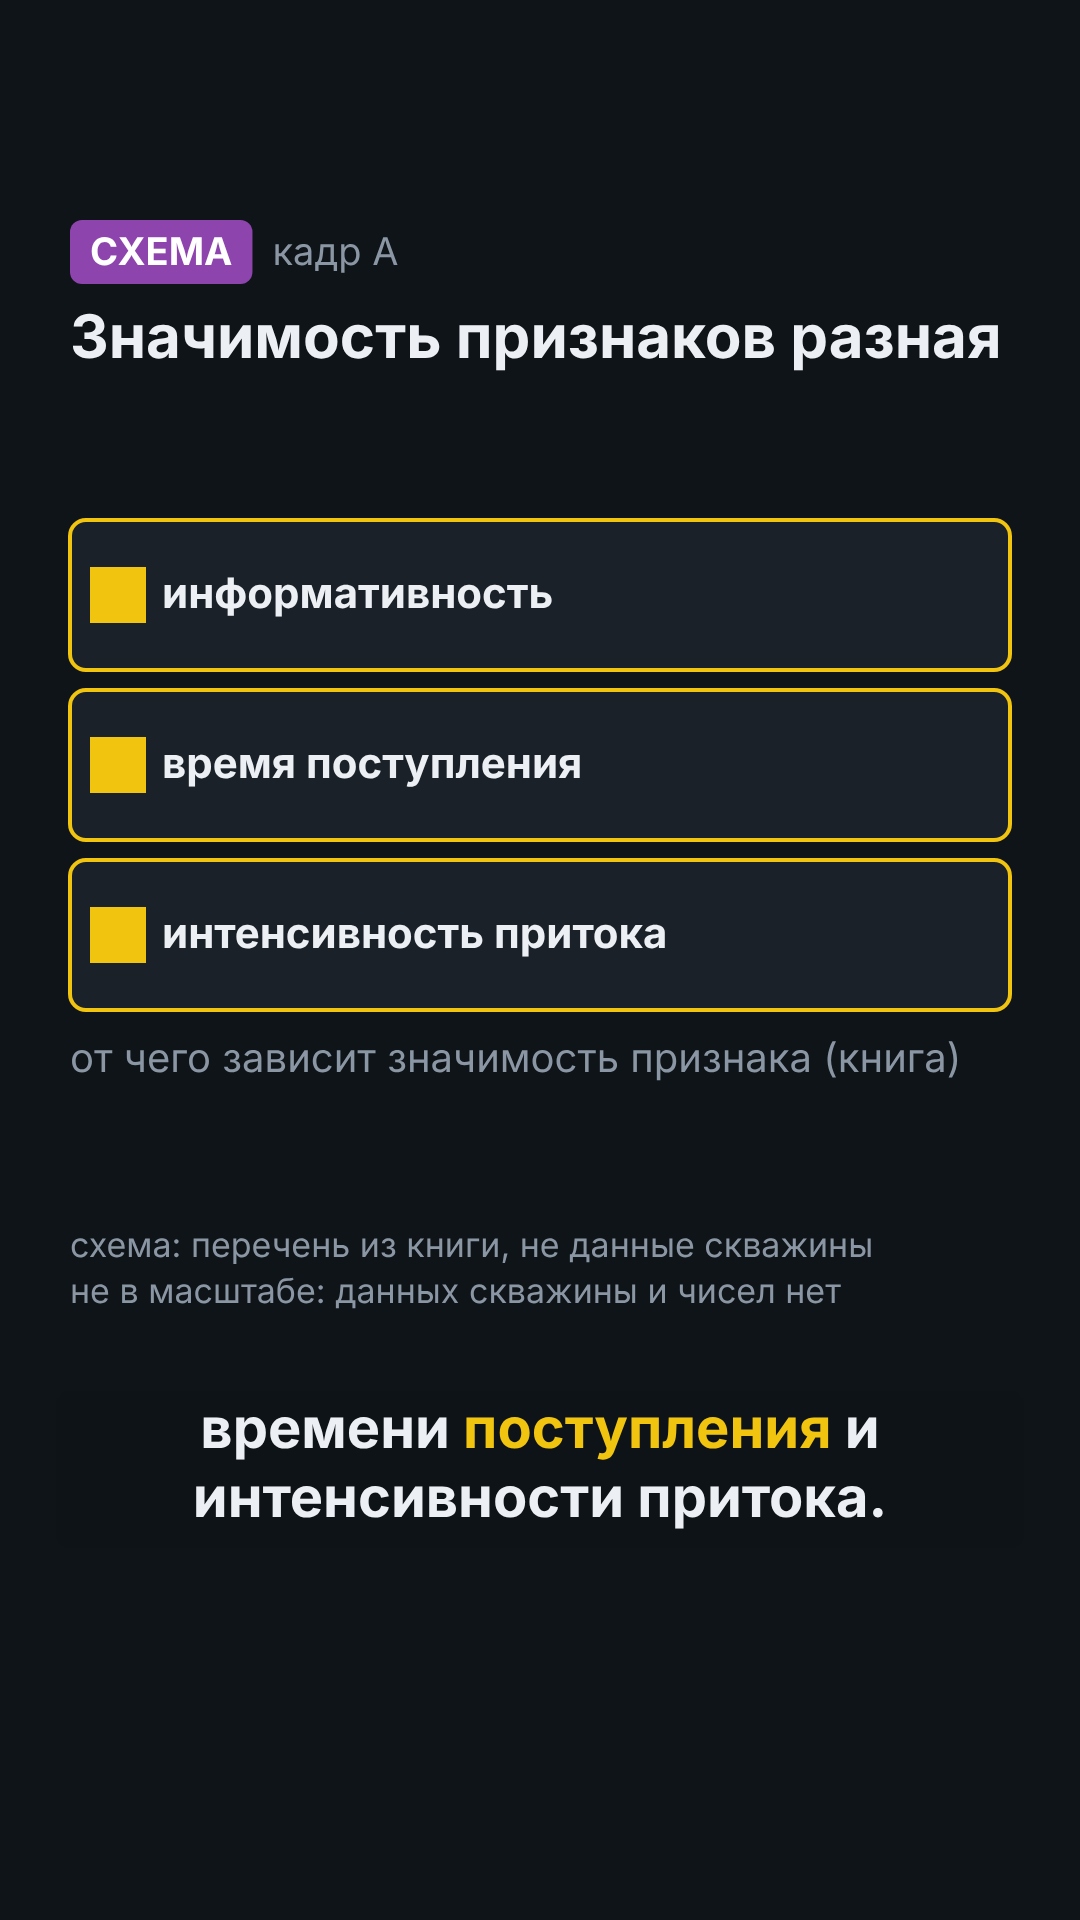 СХЕМА кадр А
Значимость признаков разная
информативность
время поступления
интенсивность притока
от чего зависит значимость признака (книга)
схема: перечень из книги, не данные скважины
не в масштабе: данных скважины и чисел нет
времени поступления и
интенсивности притока.